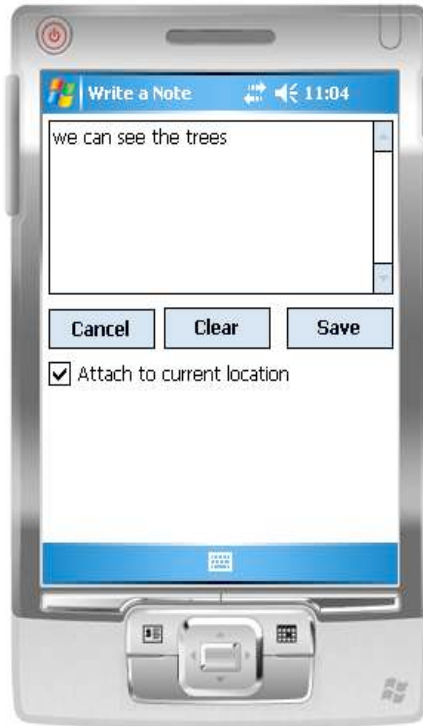 Write a Note 11:04
we can see the trees
Cancel Clear Save
Attach to current location